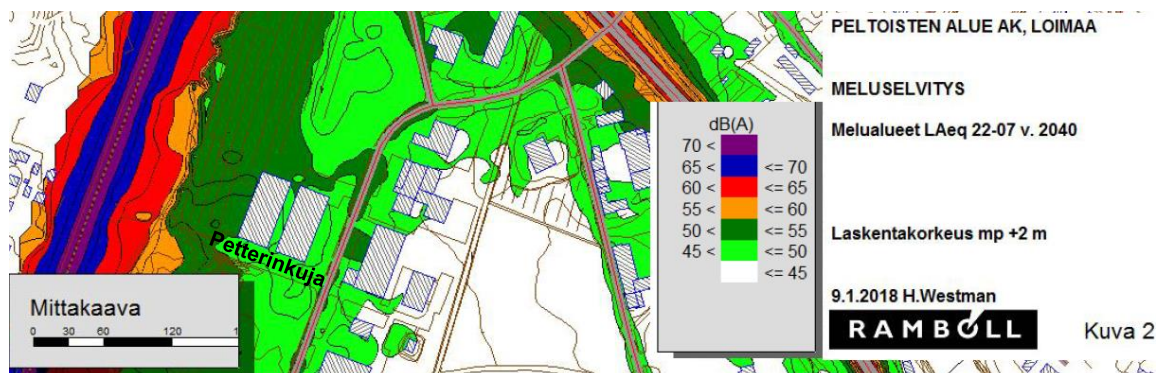 PELTOISTEN ALUE AK, LOIMAA
MELUSELVITYS
Melualueet LAeq 22-07 v. 2040
Laskentakorkeus mp +2 m
9.1.2018 H.Westman
RAMBOLL
Kuva 2
dB(A)
70 <
65 < <= 70
60 < <= 65
55 < <= 60
50 < <= 55
45 < <= 50
<= 45
Petterinkuja
Mittakaava
0 30 60 120